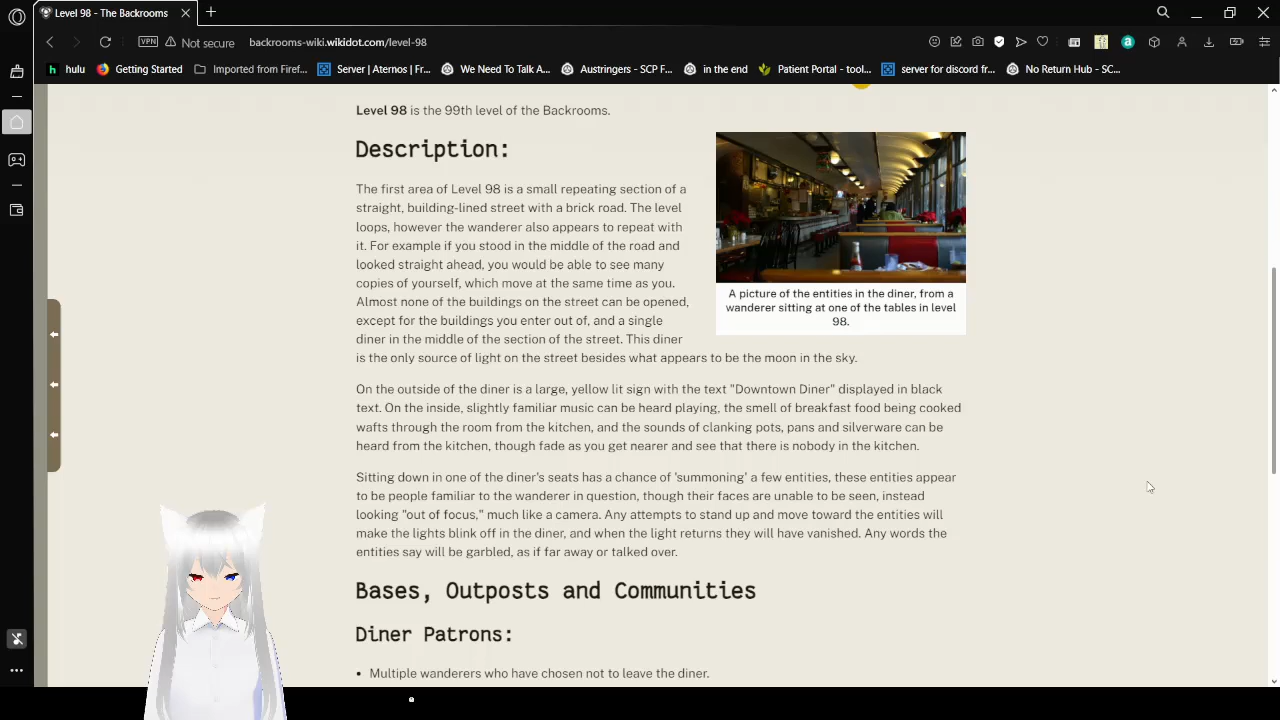 Level 98 - The Backrooms
VPN Not secure backrooms-wiki.wikidot.com/level-98
hulu Getting Started Imported from Firef... Server | Aternos | Fr... We Need To Talk A... Austringers - SCP F... in the end Patient Portal - tool... server for discord fr... No Return Hub - SC...
Level 98 is the 99th level of the Backrooms.
Description:
The first area of Level 98 is a small repeating section of a
straight, building-lined street with a brick road. The level
loops, however the wanderer also appears to repeat with
it. For example if you stood in the middle of the road and
looked straight ahead, you would be able to see many
copies of yourself, which move at the same time as you.
Almost none of the buildings on the street can be opened,
except for the buildings you enter out of, and a single
diner in the middle of the section of the street. This diner
is the only source of light on the street besides what appears to be the moon in the sky.
A picture of the entities in the diner, from a
wanderer sitting at one of the tables in level
98.
On the outside of the diner is a large, yellow lit sign with the text "Downtown Diner" displayed in black
text. On the inside, slightly familiar music can be heard playing, the smell of breakfast food being cooked
wafts through the room from the kitchen, and the sounds of clanking pots, pans and silverware can be
heard from the kitchen, though fade as you get nearer and see that there is nobody in the kitchen.
Sitting down in one of the diner's seats has a chance of 'summoning' a few entities, these entities appear
to be people familiar to the wanderer in question, though their faces are unable to be seen, instead
looking "out of focus," much like a camera. Any attempts to stand up and move toward the entities will
make the lights blink off in the diner, and when the light returns they will have vanished. Any words the
entities say will be garbled, as if far away or talked over.
Bases, Outposts and Communities
Diner Patrons:
• Multiple wanderers who have chosen not to leave the diner.